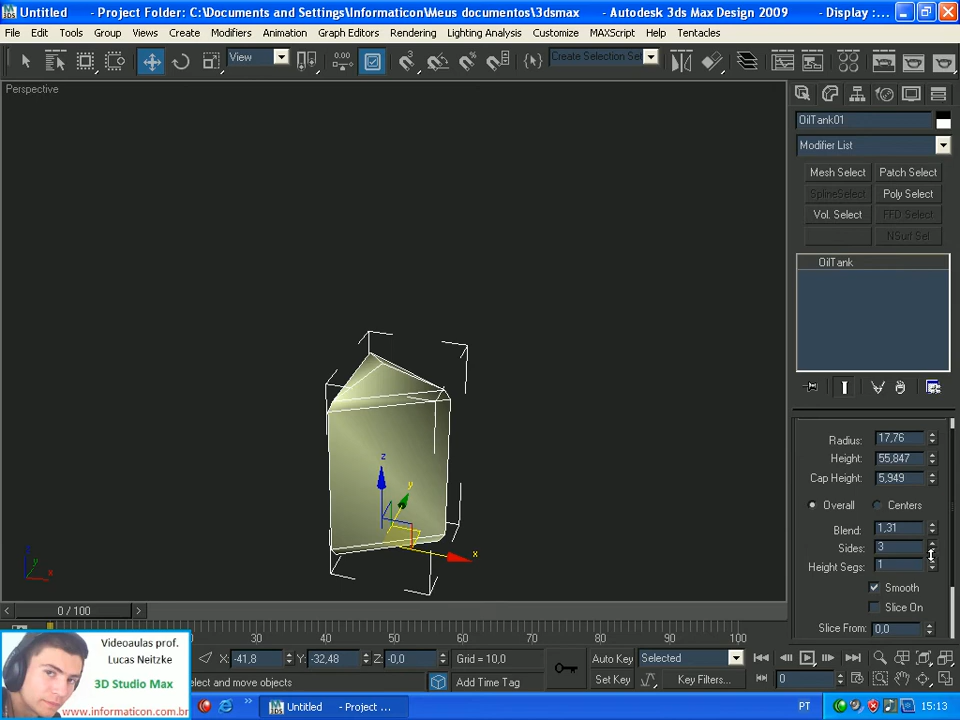 Untitled - Project Folder: C:\Documents and Settings\Informaticon\Meus documentos\3dsmax - Autodesk 3ds Max Design 2009 - Display :...
File Edit Tools Group Views Create Modifiers Animation Graph Editors Rendering Lighting Analysis Customize MAXScript Help Tentacles
View Create Selection Set
Perspective
OilTank01
Modifier List
Mesh Select Patch Select
SplineSelect Poly Select
Vol. Select FFD Select
NSurf Sel
OilTank
Radius: 17,76
Height: 55,847
Cap Height: 5,949
Overall Centers
Blend: 1,31
Sides: 3
Height Segs: 1
Smooth
Slice On
Slice From: 0,0
z
y
x
z
y
x
< 0 / 100 >
30 40 50 60 70 80 90 100
X: -41,8 Y: -32,48 Z: -0,0 Grid = 10,0 Auto Key Selected
select and move objects Add Time Tag Set Key Key Filters... 0
Videoaulas prof.
Lucas Neitzke
3D Studio Max
www.informaticon.com.br
Untitled - Project ... PT 15:13